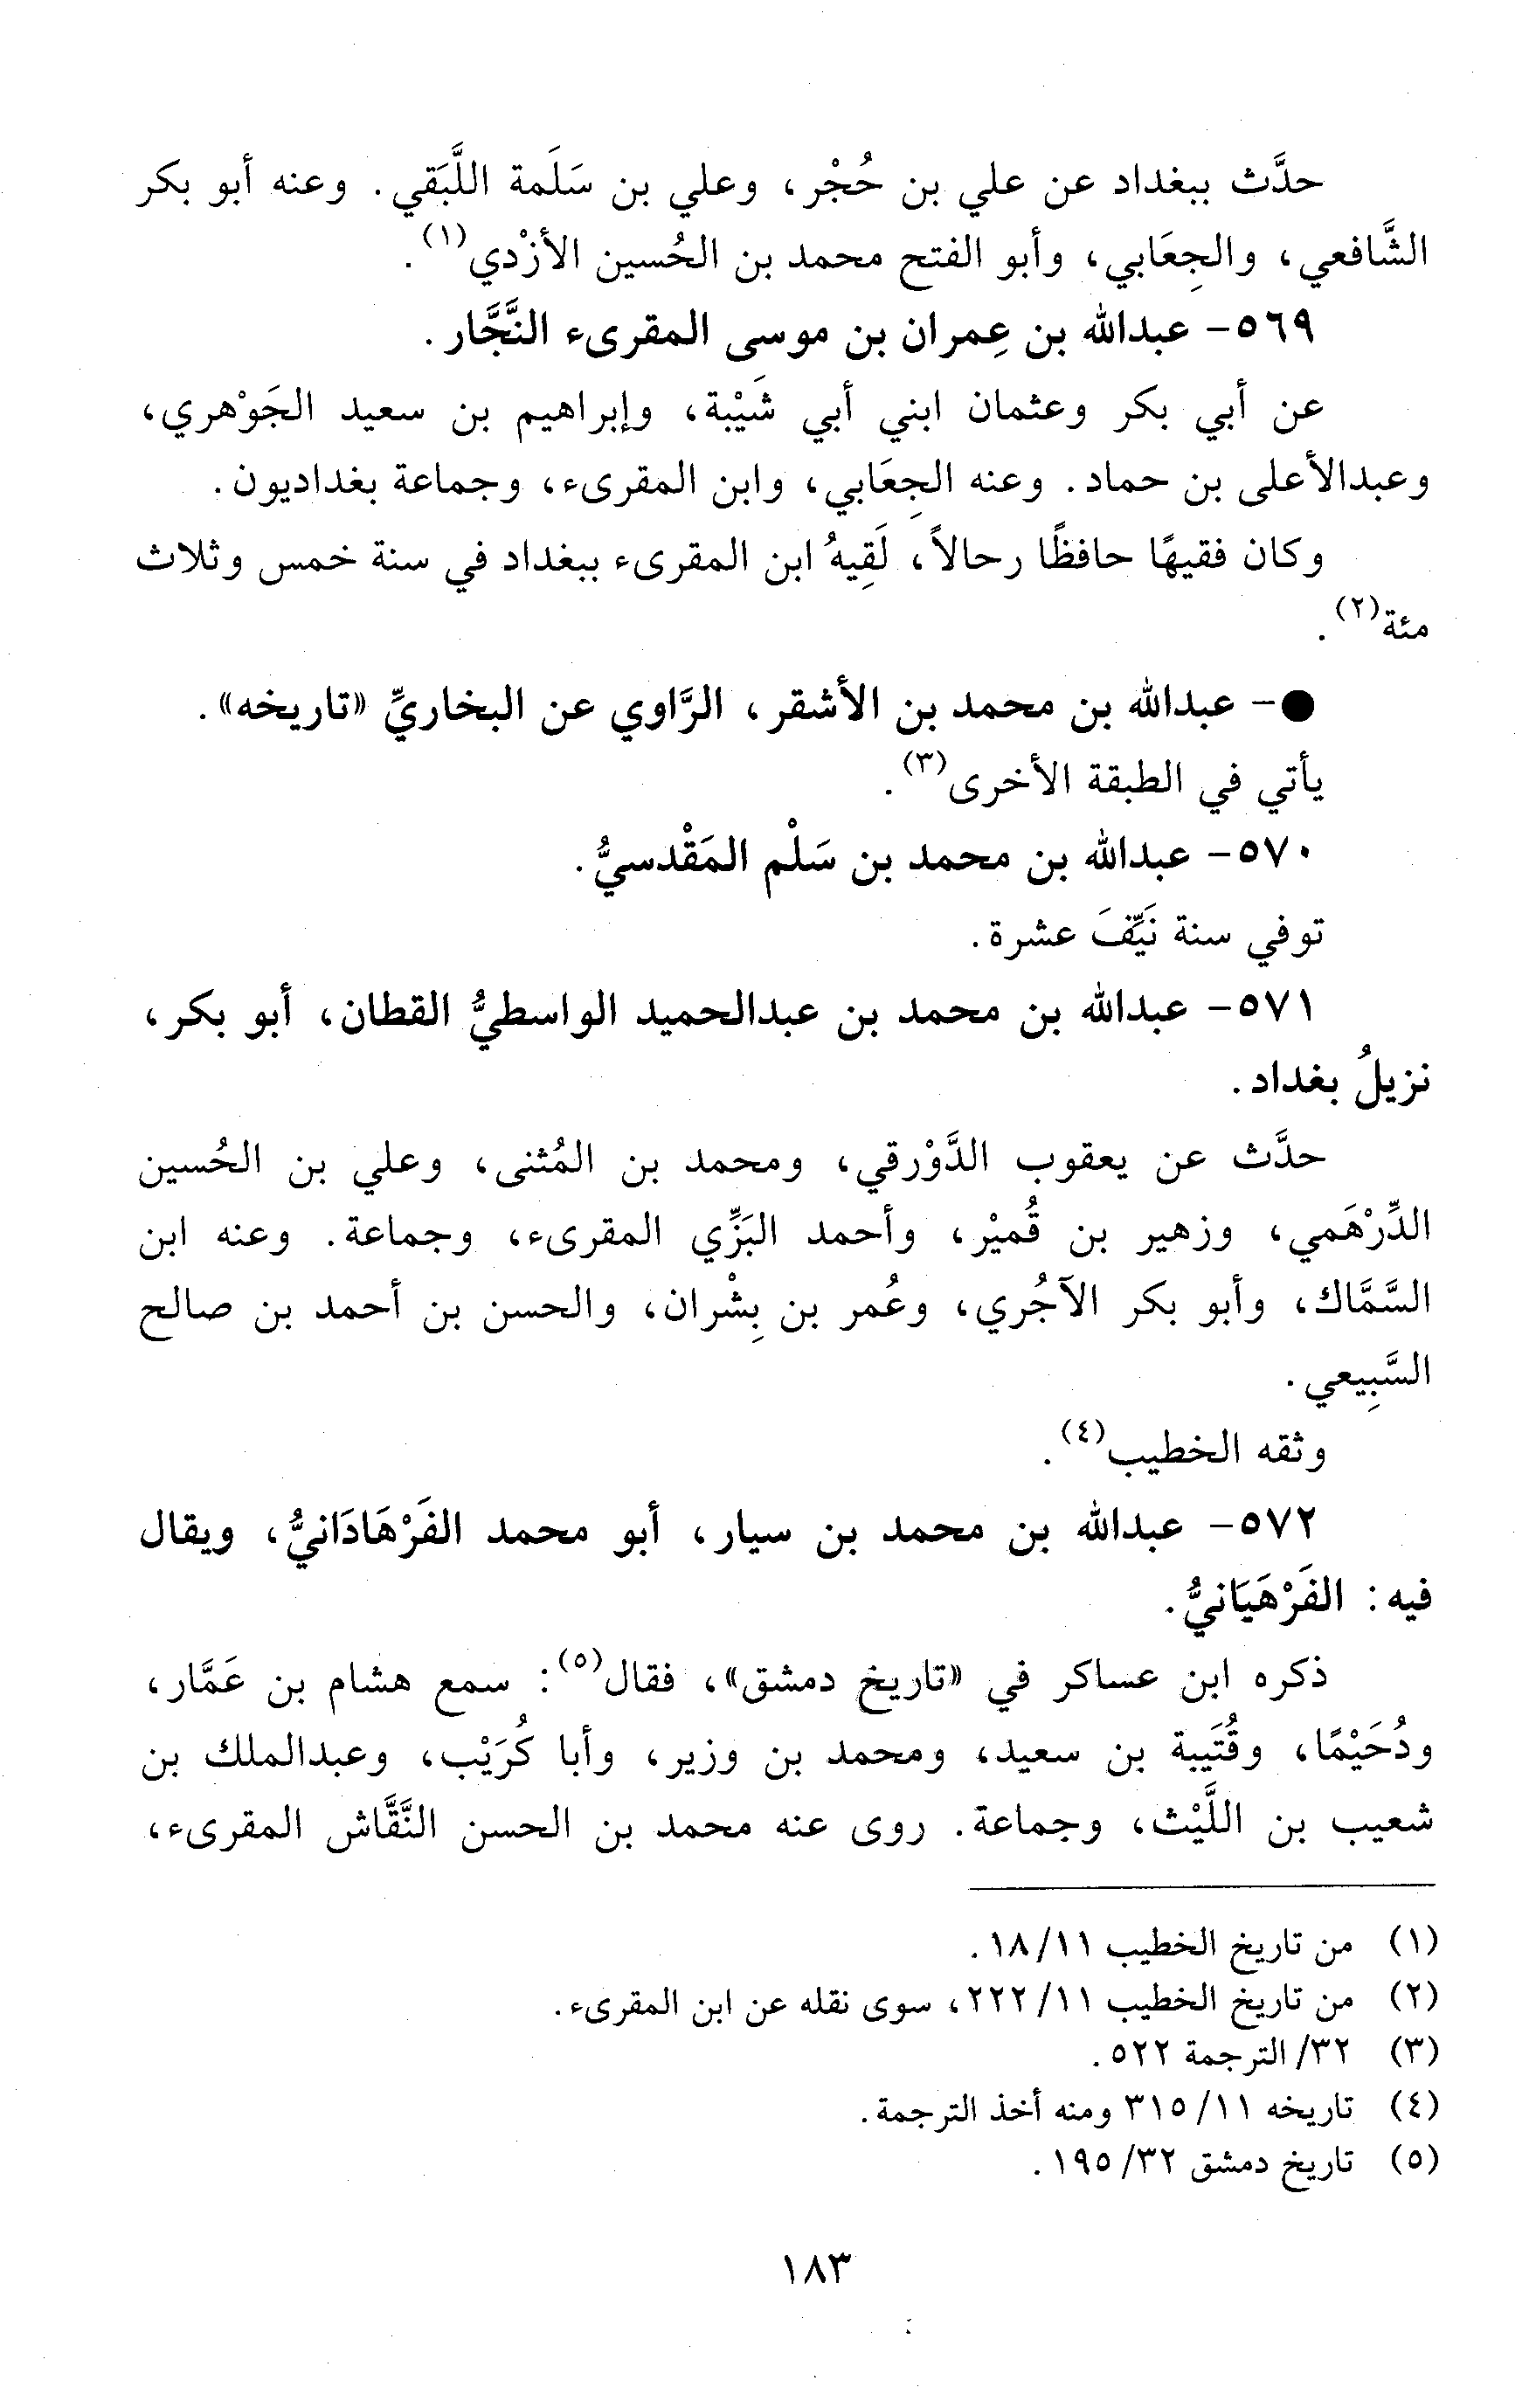 حدَّث ببغداد عن علي بن حُجْر، وعلي بن سَلَمة اللَّبَقي. وعنه أبو بكر
الشَّافعي، والجِعَابي، وأبو الفتح محمد بن الحُسين الأزْدي(١).
٥٦٩- عبدالله بن عِمران بن موسى المقرىء النَّجَّار.
عن أبي بكر وعثمان ابني أبي شَيْبة، وإبراهيم بن سعيد الجَوْهري،
وعبدالأعلى بن حماد. وعنه الجِعَابي، وابن المقرىء، وجماعة بغداديون.
وكان فقيهًا حافظًا رحالاً، لَقِيهُ ابن المقرىء ببغداد في سنة خمس وثلاث
مئة(٢).
●- عبدالله بن محمد بن الأشقر، الرَّاوي عن البخاريِّ «تاريخه».
يأتي في الطبقة الأخرى(٣).
٥٧٠- عبدالله بن محمد بن سَلْم المَقْدسيُّ.
توفي سنة نَيِّفَ عشرة.
٥٧١- عبدالله بن محمد بن عبدالحميد الواسطيُّ القطان، أبو بكر،
نزيلُ بغداد.
حدَّث عن يعقوب الدَّوْرقي، ومحمد بن المُثنى، وعلي بن الحُسين
الدِّرْهَمي، وزهير بن قُميْر، وأحمد البَزِّي المقرىء، وجماعة. وعنه ابن
السَّمَّاك، وأبو بكر الآجُري، وعُمر بن بِشْران، والحسن بن أحمد بن صالح
السَّبِيعي.
وثقه الخطيب(٤).
٥٧٢- عبدالله بن محمد بن سيار، أبو محمد الفَرْهَادَانيُّ، ويقال
فيه: الفَرْهَيَانيُّ.
ذكره ابن عساكر في «تاريخ دمشق»، فقال(٥): سمع هشام بن عَمَّار،
ودُحَيْمًا، وقُتَيبة بن سعيد، ومحمد بن وزير، وأبا كُرَيْب، وعبدالملك بن
شعيب بن اللَّيْث، وجماعة. روى عنه محمد بن الحسن النَّقَّاش المقرىء،
(١) من تاريخ الخطيب ١١/ ١٨.
(٢) من تاريخ الخطيب ١١/ ٢٢٢، سوى نقله عن ابن المقرىء.
(٣) ٣٢/ الترجمة ٥٢٢.
(٤) تاريخه ١١/ ٣١٥ ومنه أخذ الترجمة.
(٥) تاريخ دمشق ٣٢/ ١٩٥.
١٨٣